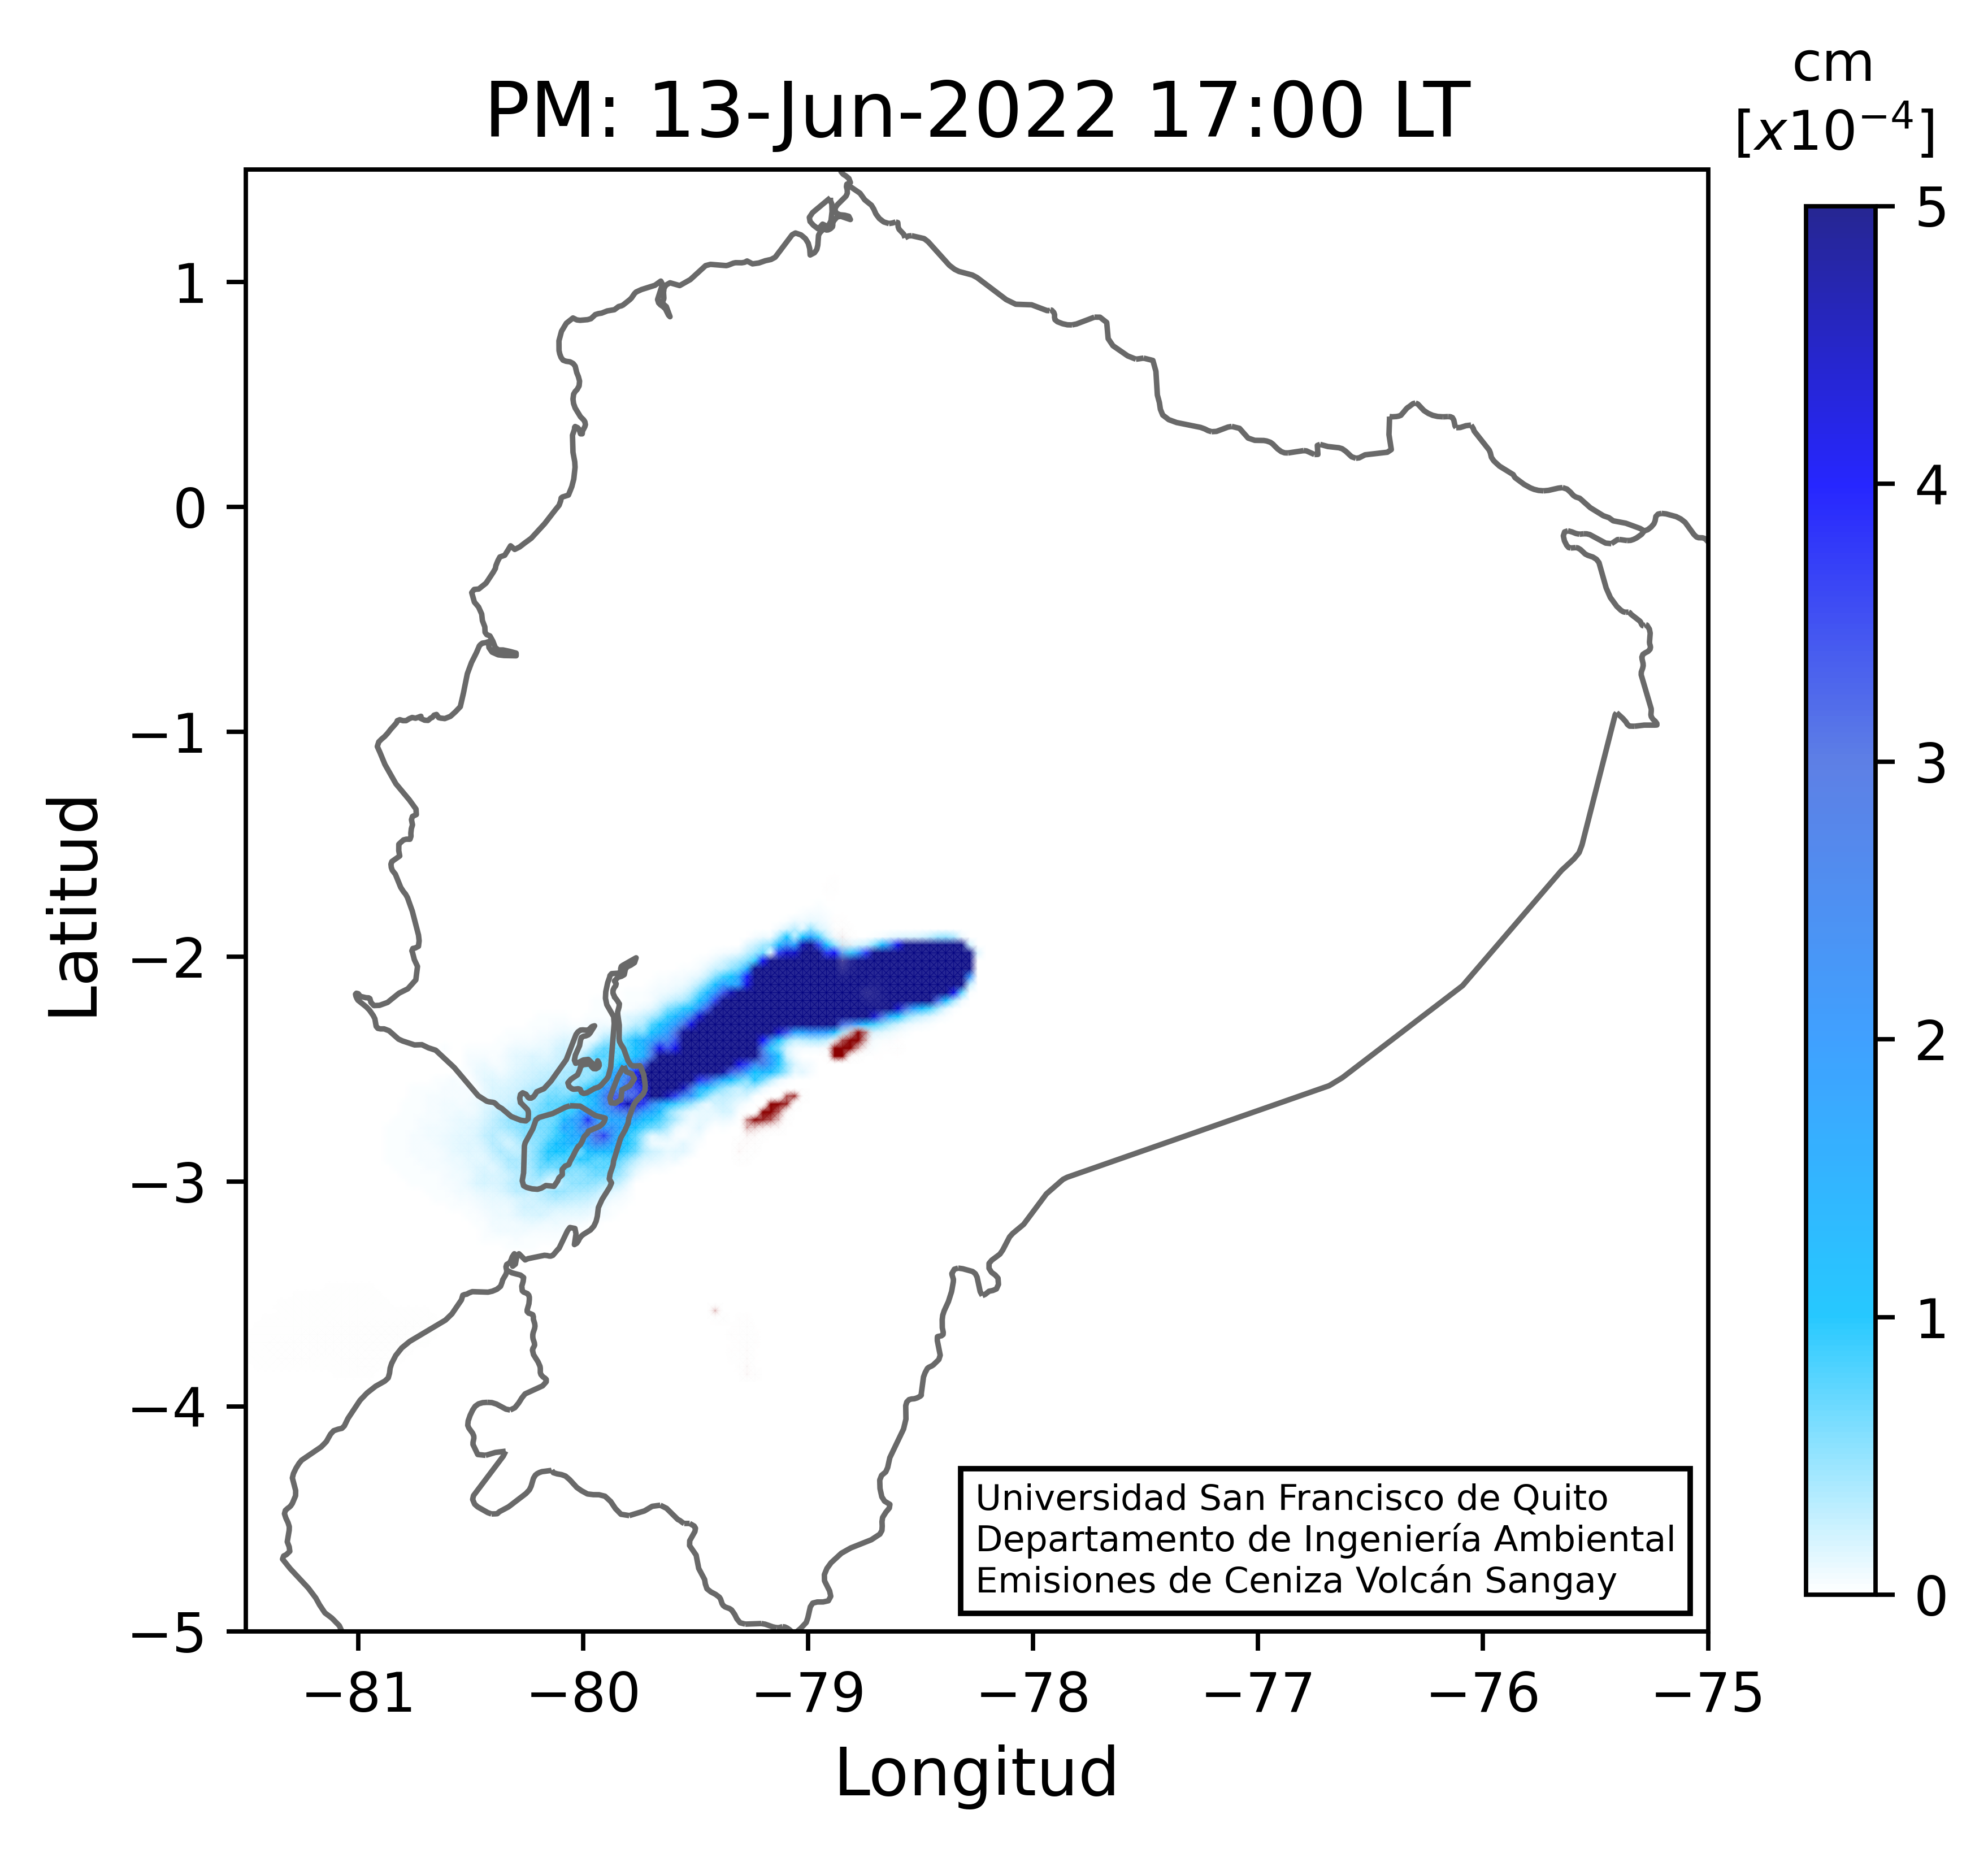 cm
[x10⁻⁴]
PM: 13-Jun-2022 17:00 LT
5
4
3
2
1
0
1
0
−1
−2
−3
−4
−5
Latitud
−81
−80
−79
−78
−77
−76
−75
Longitud
Universidad San Francisco de Quito
Departamento de Ingeniería Ambiental
Emisiones de Ceniza Volcán Sangay